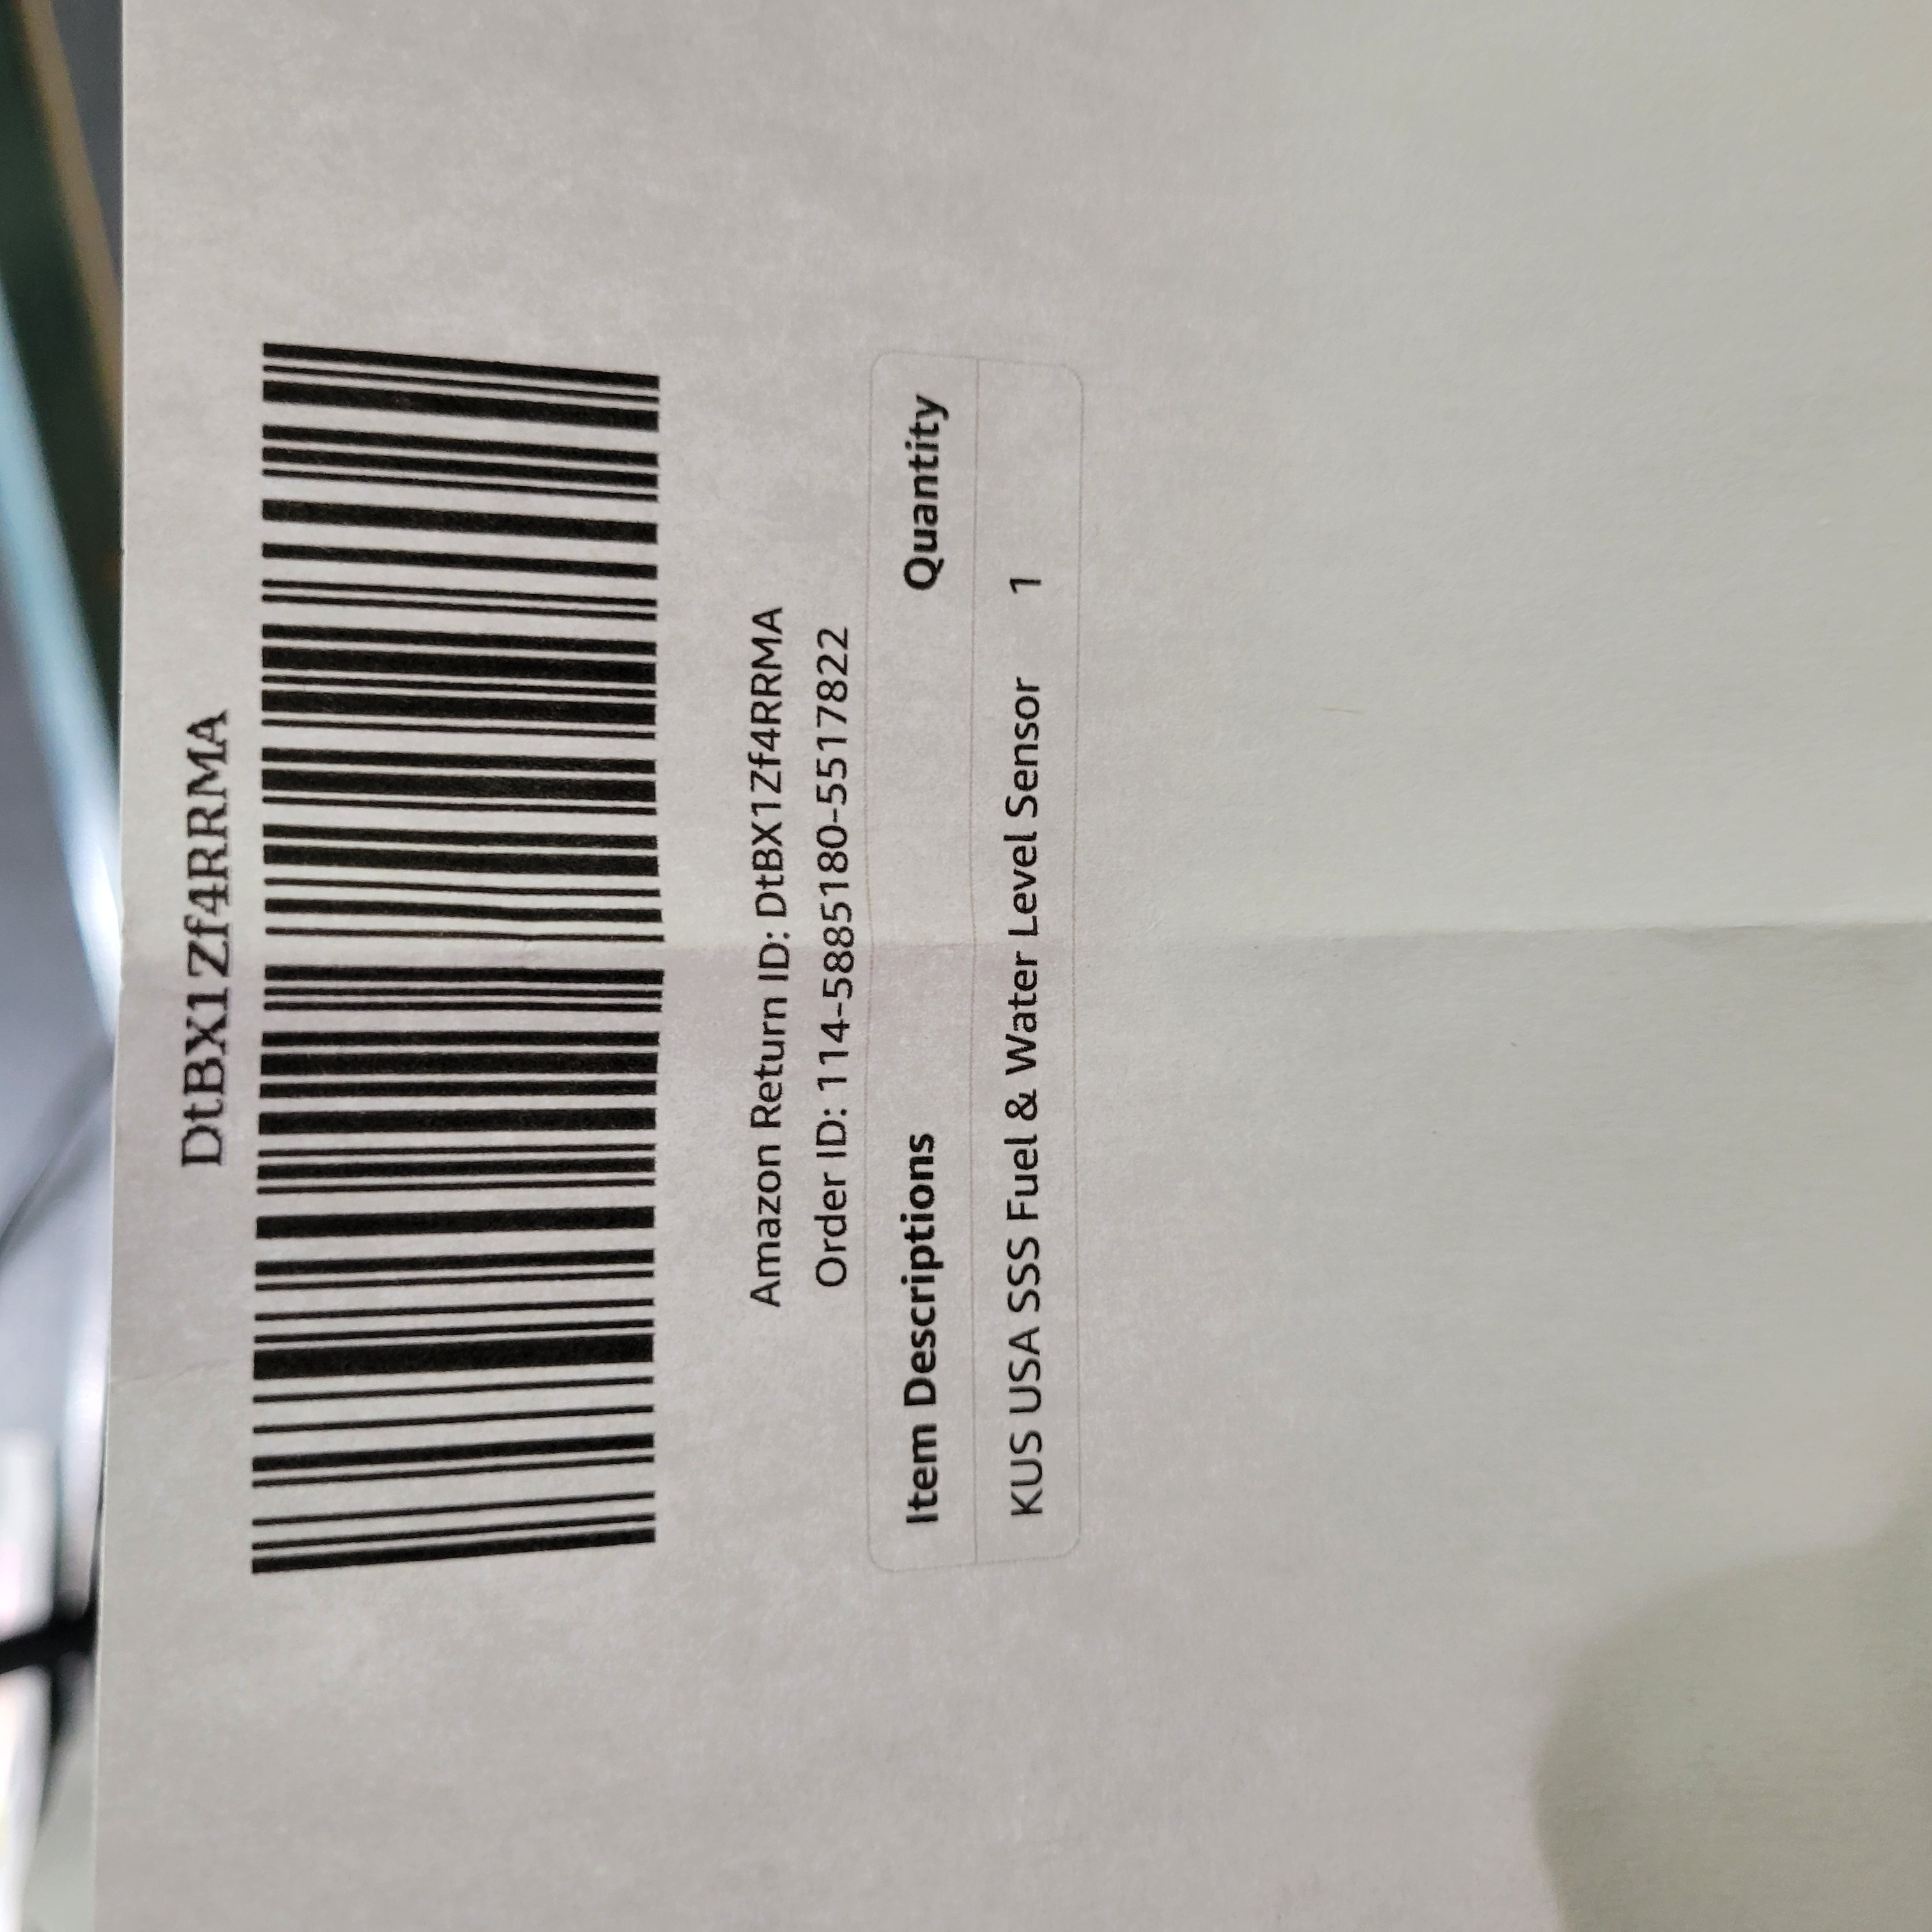 DtBX1Zf4RRMA
Amazon Return ID: DtBX1Zf4RRMA
Order ID: 114-5885180-5517822
Item Descriptions Quantity
KUS USA SSS Fuel & Water Level Sensor 1